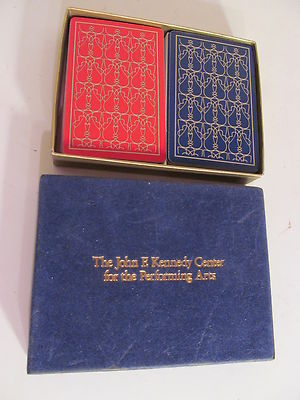 The John F. Kennedy Center
for the Performing Arts